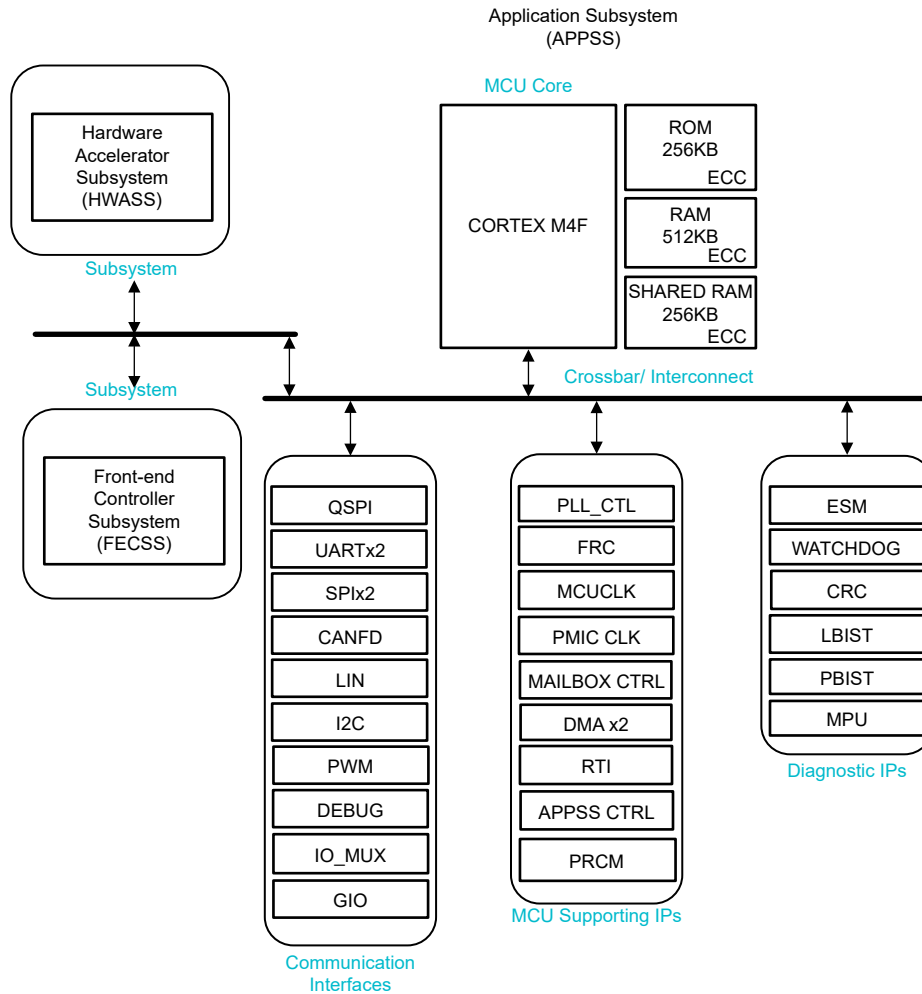 Application Subsystem
(APPSS)
MCU Core
Hardware
Accelerator
Subsystem
(HWASS)
Subsystem
CORTEX M4F
ROM
256KB
ECC
RAM
512KB
ECC
SHARED RAM
256KB
ECC
Crossbar/ Interconnect
Subsystem
Front-end
Controller
Subsystem
(FECSS)
QSPI
UARTx2
SPIx2
CANFD
LIN
I2C
PWM
DEBUG
IO_MUX
GIO
Communication
Interfaces
PLL_CTL
FRC
MCUCLK
PMIC CLK
MAILBOX CTRL
DMA x2
RTI
APPSS CTRL
PRCM
MCU Supporting IPs
ESM
WATCHDOG
CRC
LBIST
PBIST
MPU
Diagnostic IPs